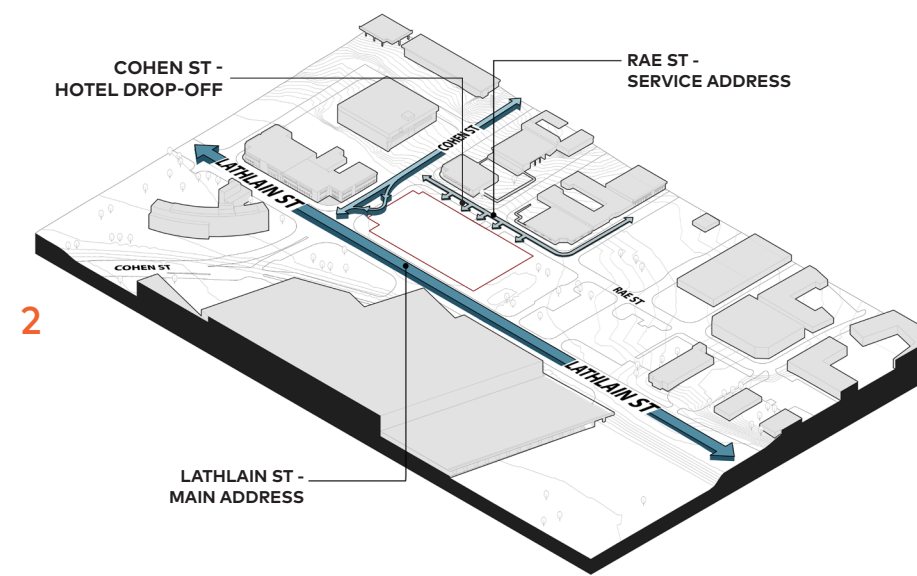 COHEN ST -
HOTEL DROP-OFF
RAE ST -
SERVICE ADDRESS
COHEN ST
LATHLAIN ST
COHEN ST
RAE ST
2
LATHLAIN ST
LATHLAIN ST -
MAIN ADDRESS